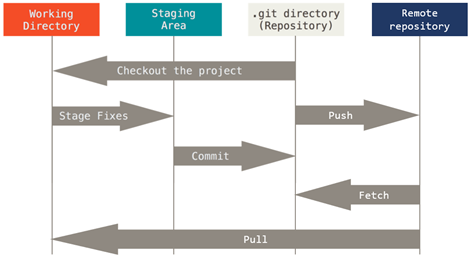 Working
Directory
Staging
Area
.git directory
(Repository)
Remote
repository
Checkout the project
Stage Fixes
Push
Commit
Fetch
Pull